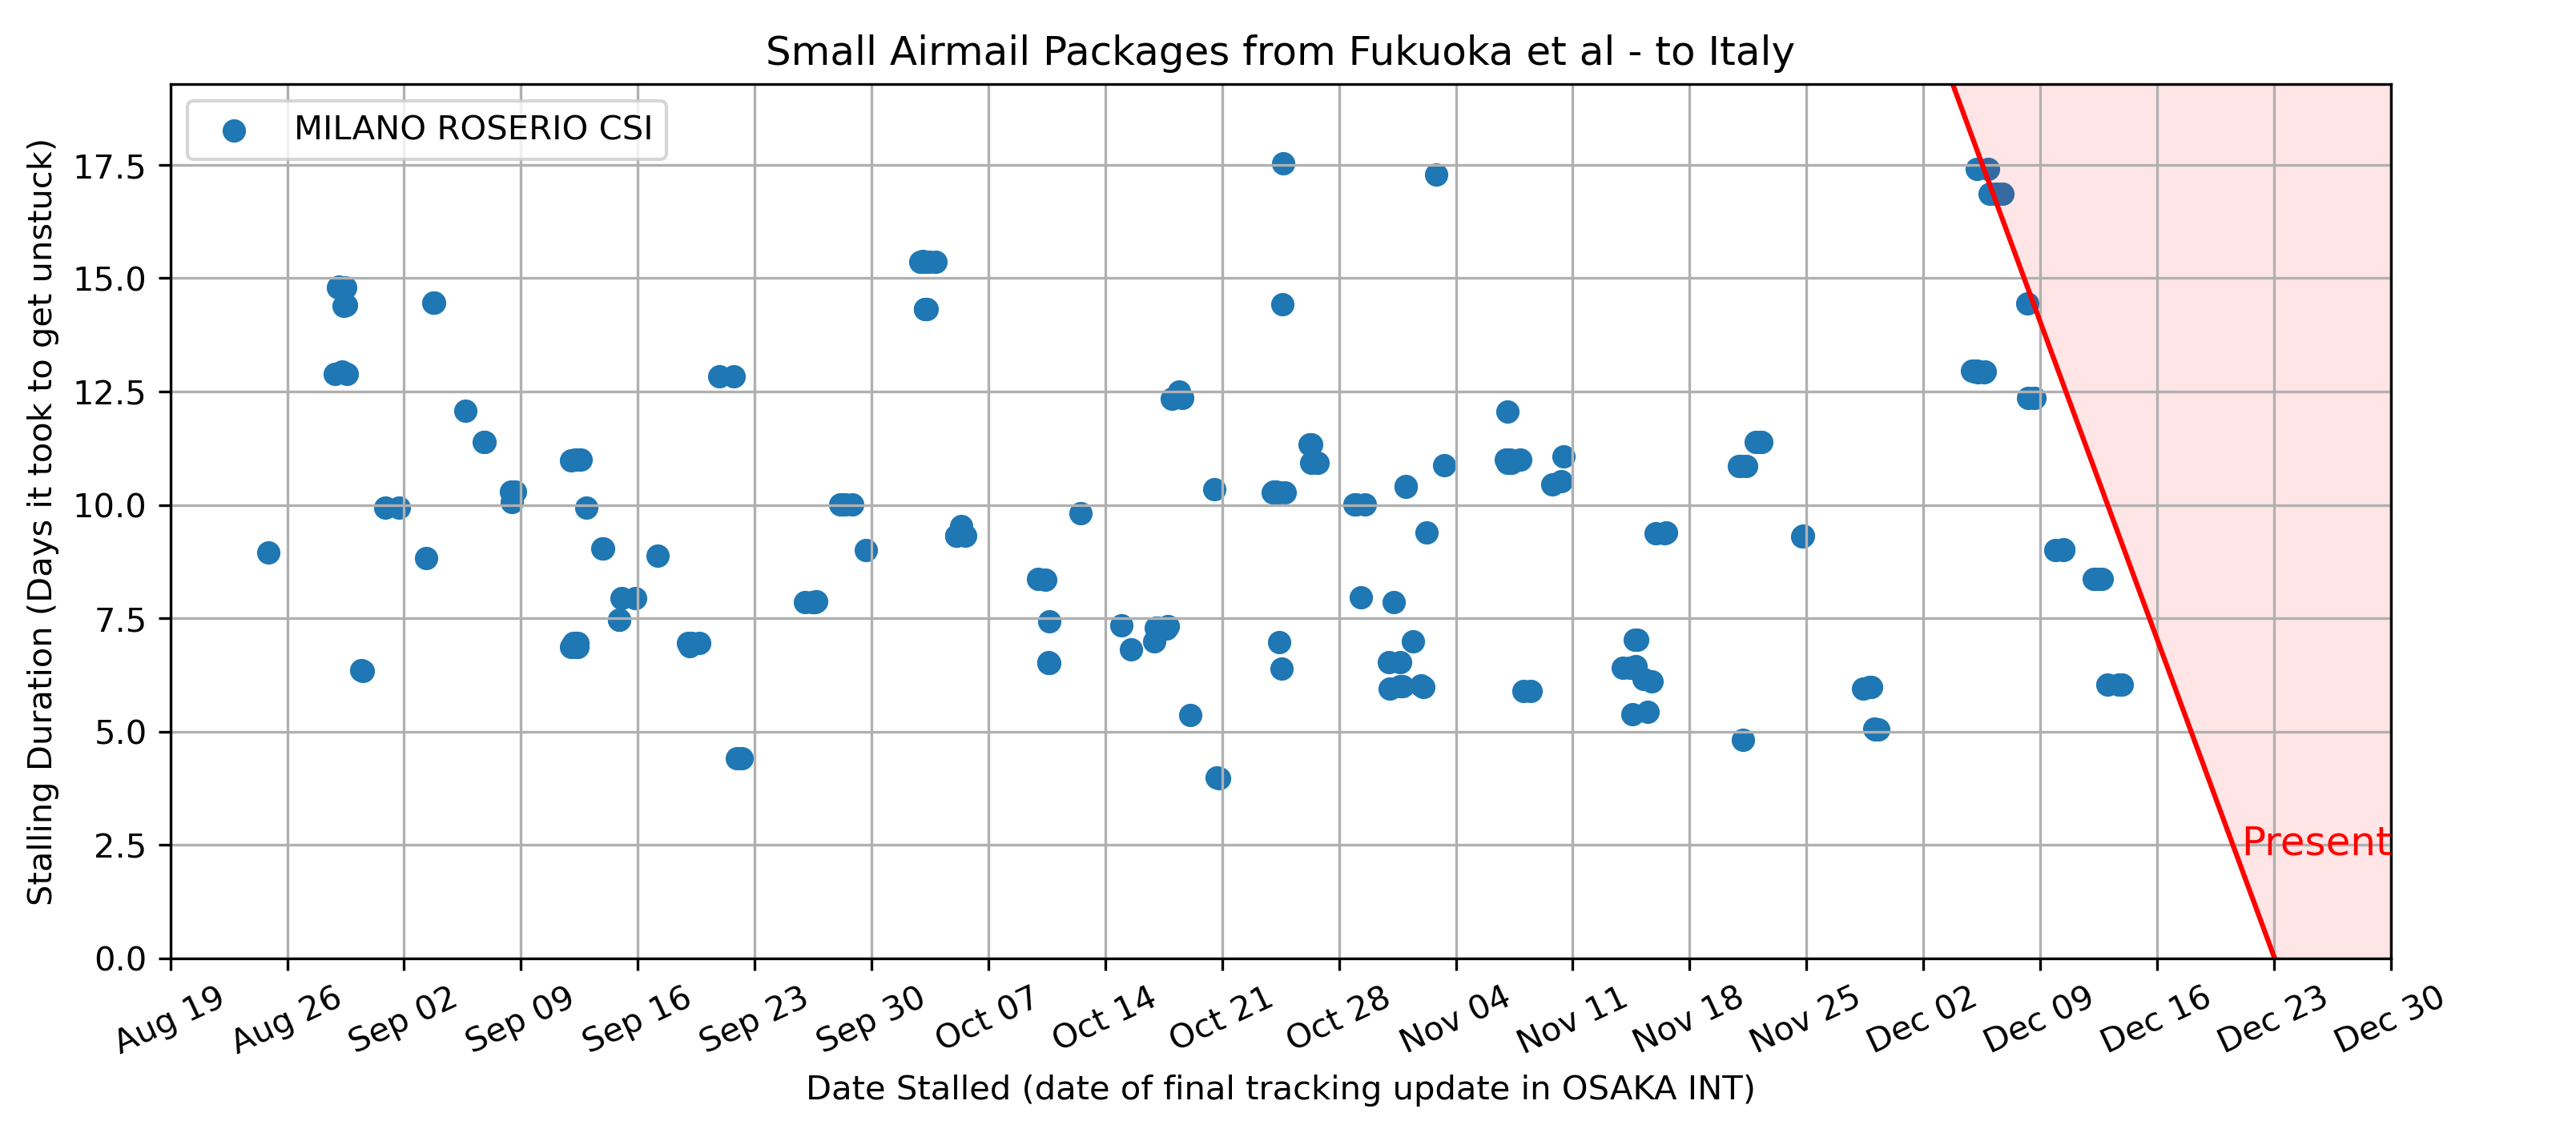 Small Airmail Packages from Fukuoka et al - to Italy
MILANO ROSERIO CSI
Stalling Duration (Days it took to get unstuck)
17.5
15.0
12.5
10.0
7.5
5.0
2.5
0.0
Present
Aug 19
Aug 26
Sep 02
Sep 09
Sep 16
Sep 23
Sep 30
Oct 07
Oct 14
Oct 21
Oct 28
Nov 04
Nov 11
Nov 18
Nov 25
Dec 02
Dec 09
Dec 16
Dec 23
Dec 30
Date Stalled (date of final tracking update in OSAKA INT)